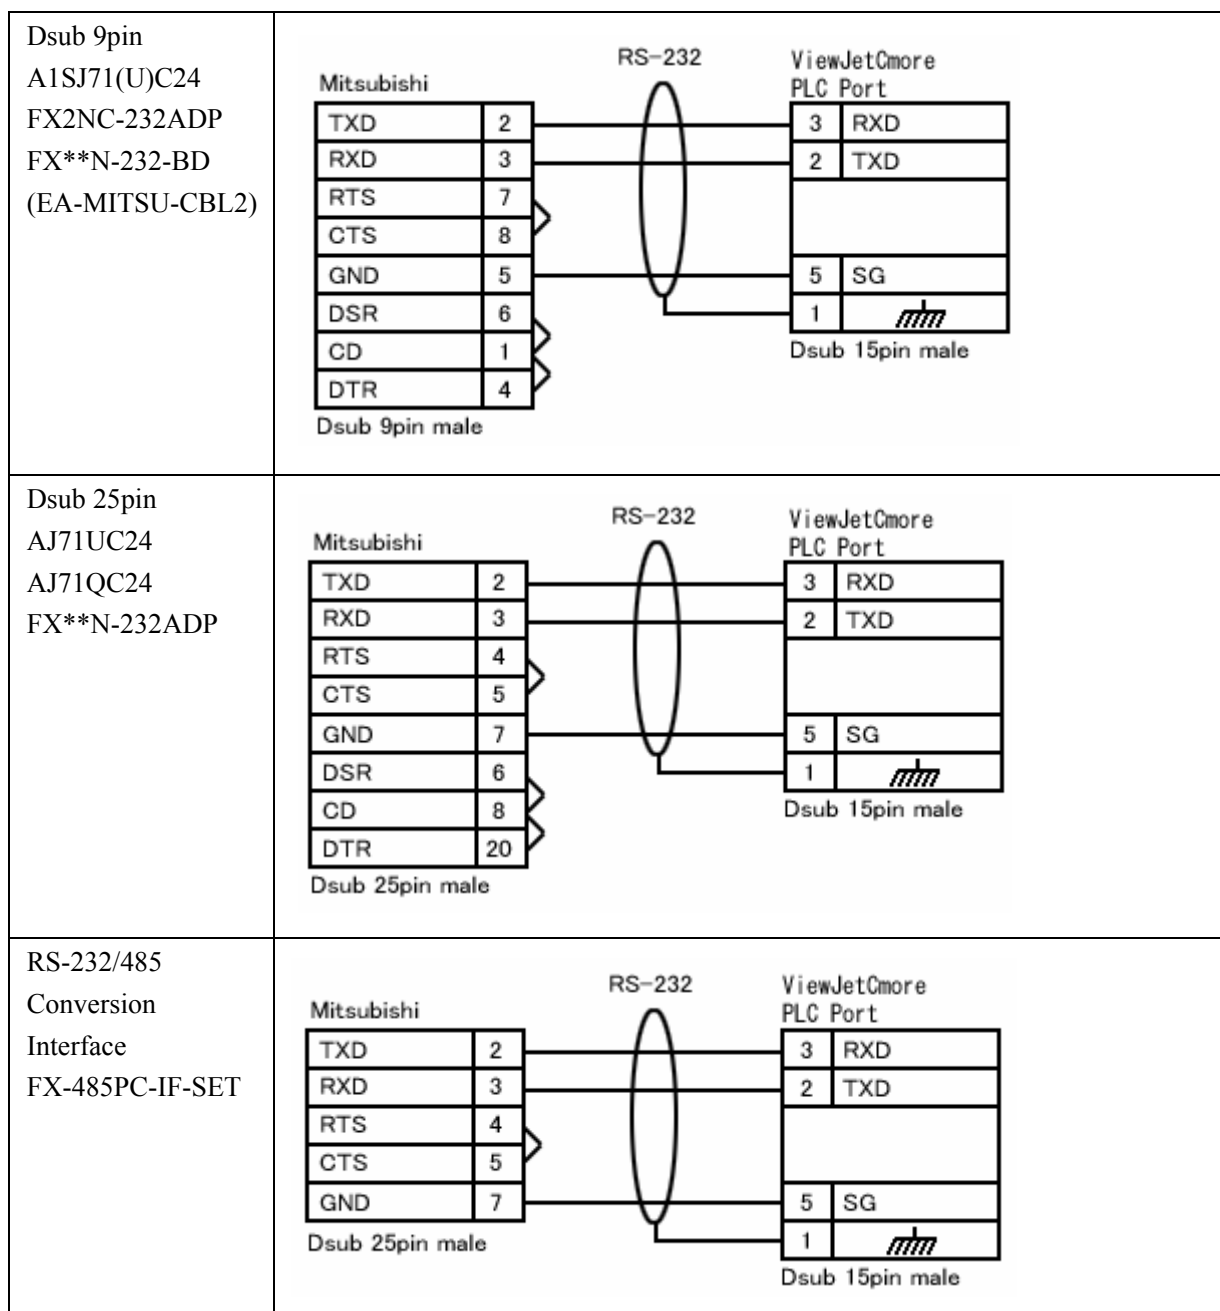 Dsub 9pin
A1SJ71(U)C24
FX2NC-232ADP
FX**N-232-BD
(EA-MITSU-CBL2)
RS-232
ViewJetCmore
Mitsubishi
PLC Port
TXD 2 3 RXD
RXD 3 2 TXD
RTS 7
CTS 8
GND 5 5 SG
DSR 6 1
CD 1
Dsub 15pin male
DTR 4
Dsub 9pin male
Dsub 25pin
AJ71UC24
AJ71QC24
FX**N-232ADP
RS-232
ViewJetCmore
Mitsubishi
PLC Port
TXD 2 3 RXD
RXD 3 2 TXD
RTS 4
CTS 5
GND 7 5 SG
DSR 6 1
CD 8
Dsub 15pin male
DTR 20
Dsub 25pin male
RS-232/485
Conversion
Interface
FX-485PC-IF-SET
RS-232
ViewJetCmore
Mitsubishi
PLC Port
TXD 2 3 RXD
RXD 3 2 TXD
RTS 4
CTS 5
GND 7 5 SG
1
Dsub 25pin male
Dsub 15pin male